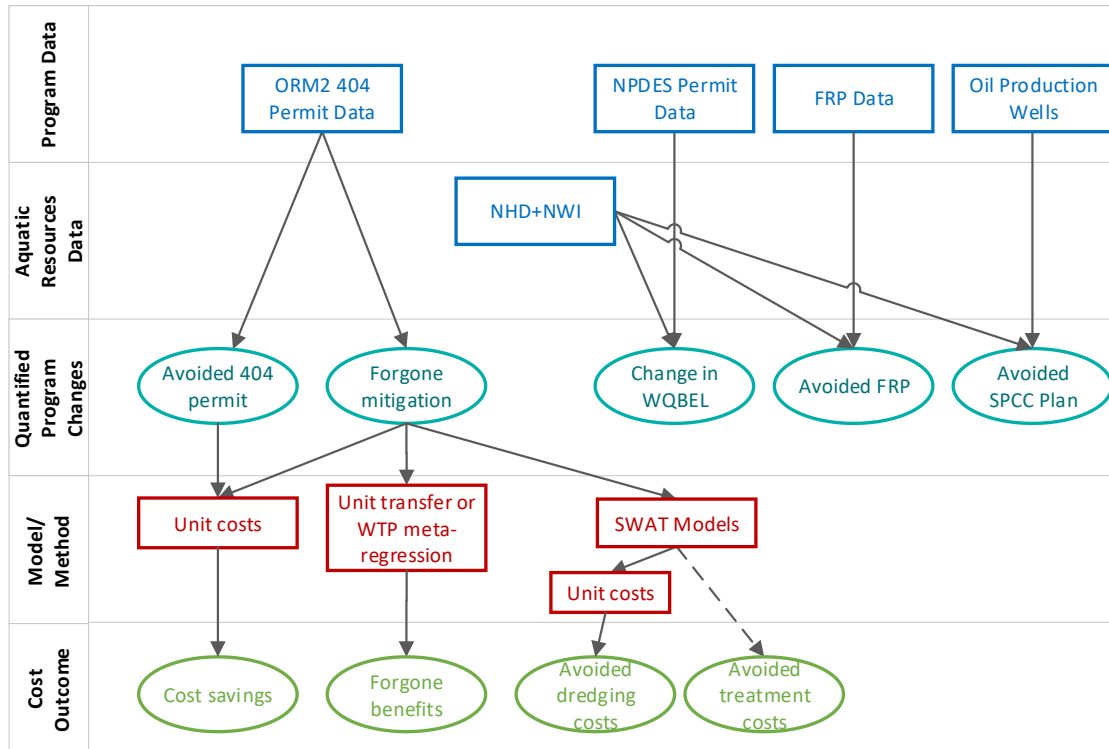 Program Data
ORM2 404
Permit Data
NPDES Permit
Data
FRP Data
Oil Production
Wells
Aquatic
Resources
Data
NHD+NWI
Quantified
Program
Changes
Avoided 404
permit
Forgone
mitigation
Change in
WQBEL
Avoided FRP
Avoided
SPCC Plan
Model/
Method
Unit costs
Unit transfer or
WTP meta-
regression
SWAT Models
Unit costs
Cost
Outcome
Cost savings
Forgone
benefits
Avoided
dredging
costs
Avoided
treatment
costs